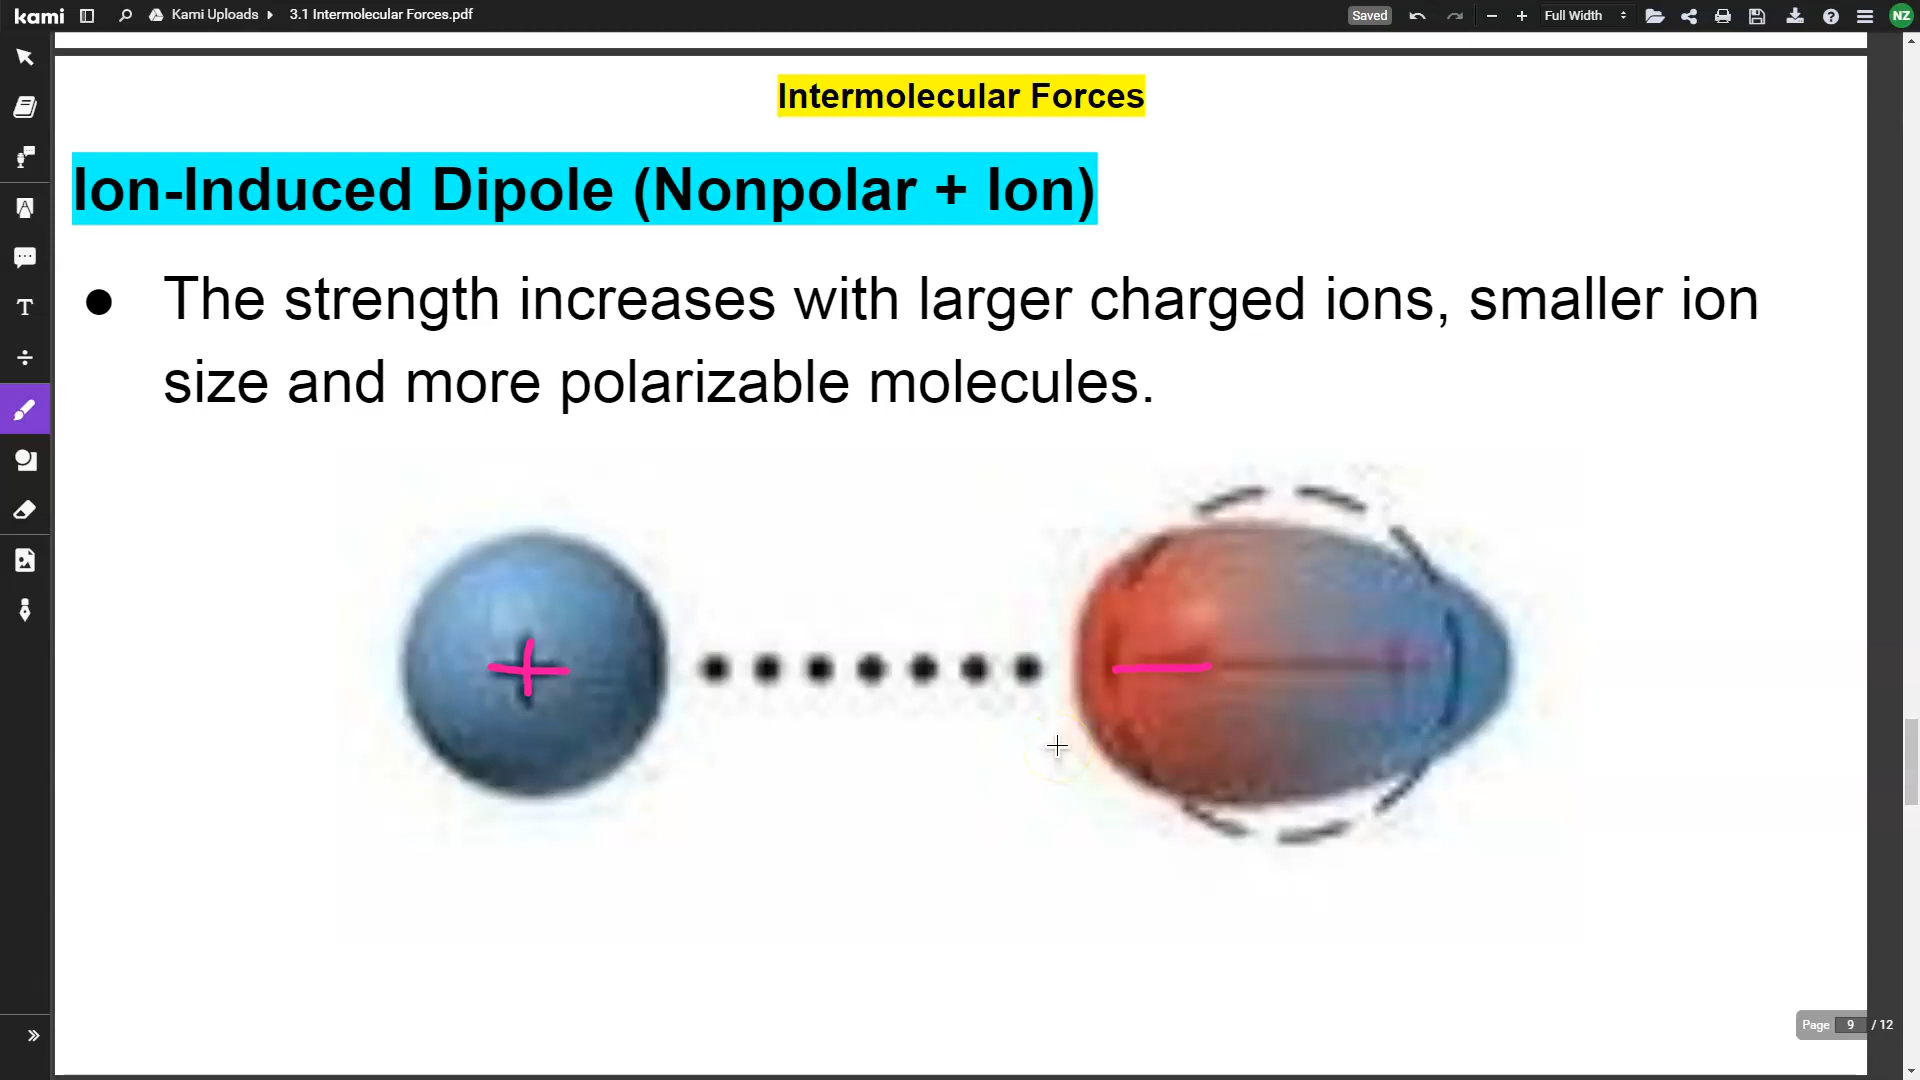 kami
Kami Uploads
3.1 Intermolecular Forces.pdf
Saved
Full Width
NZ
Intermolecular Forces
Ion-Induced Dipole (Nonpolar + Ion)
● The strength increases with larger charged ions, smaller ion
size and more polarizable molecules.
+
Page 9 / 12